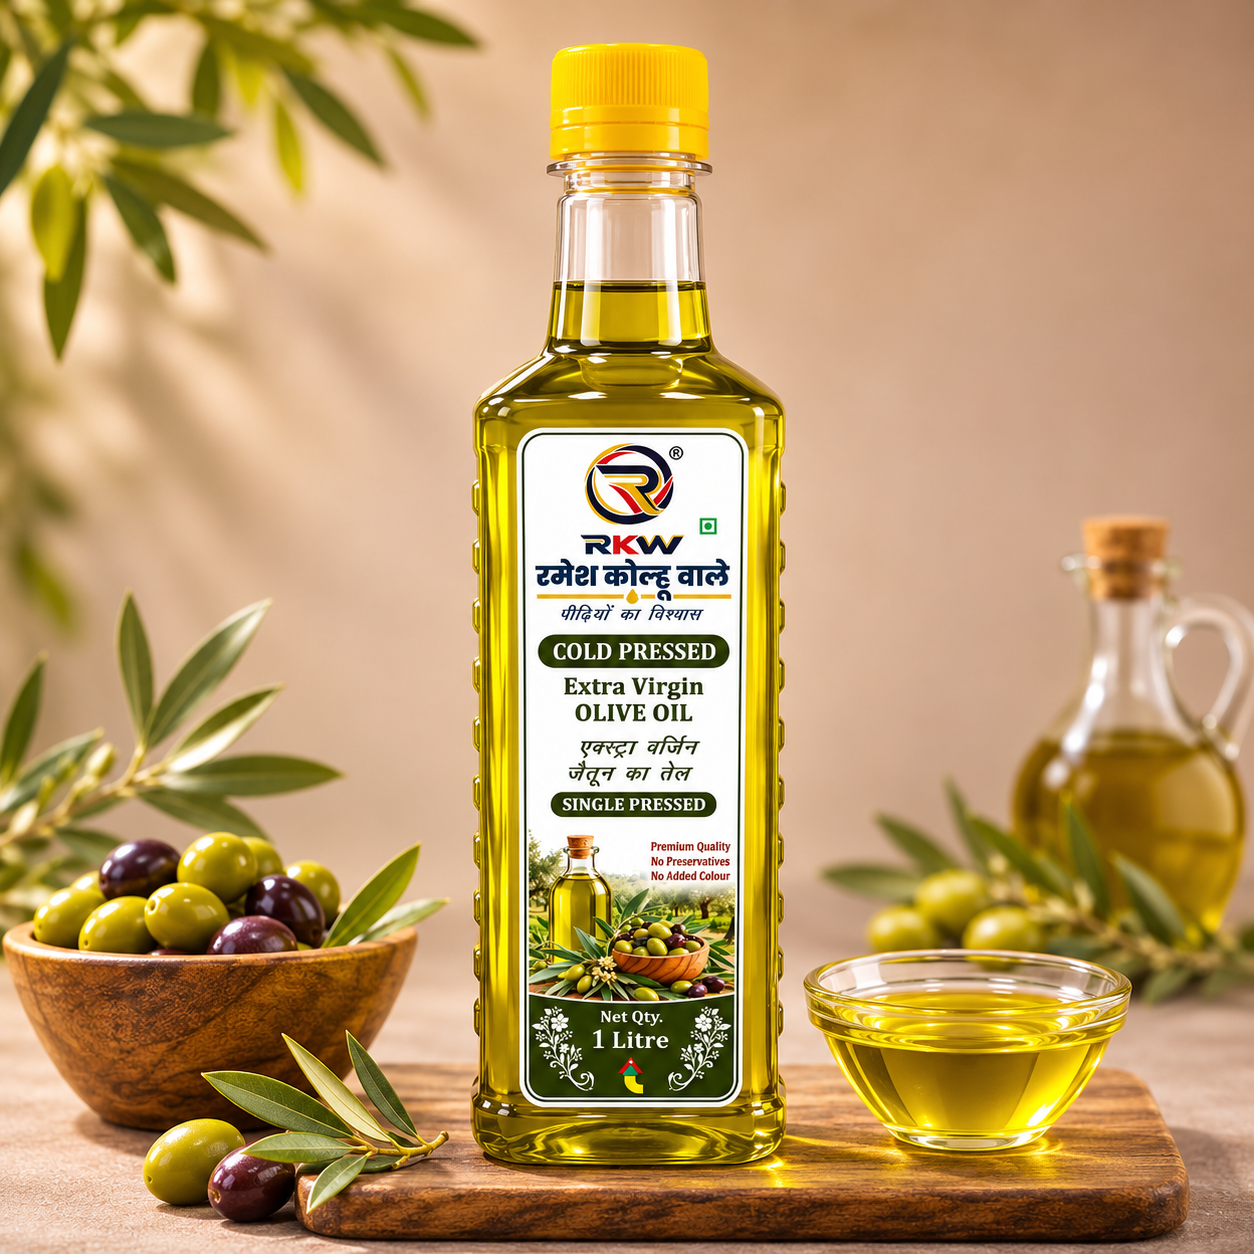 ®
RKW
रमेश कोल्हू वाले
पीढ़ियों का विश्वास
COLD PRESSED
Extra Virgin
OLIVE OIL
एक्स्ट्रा वर्जिन
जैतून का तेल
SINGLE PRESSED
Premium Quality
No Preservatives
No Added Colour
Net Qty.
1 Litre